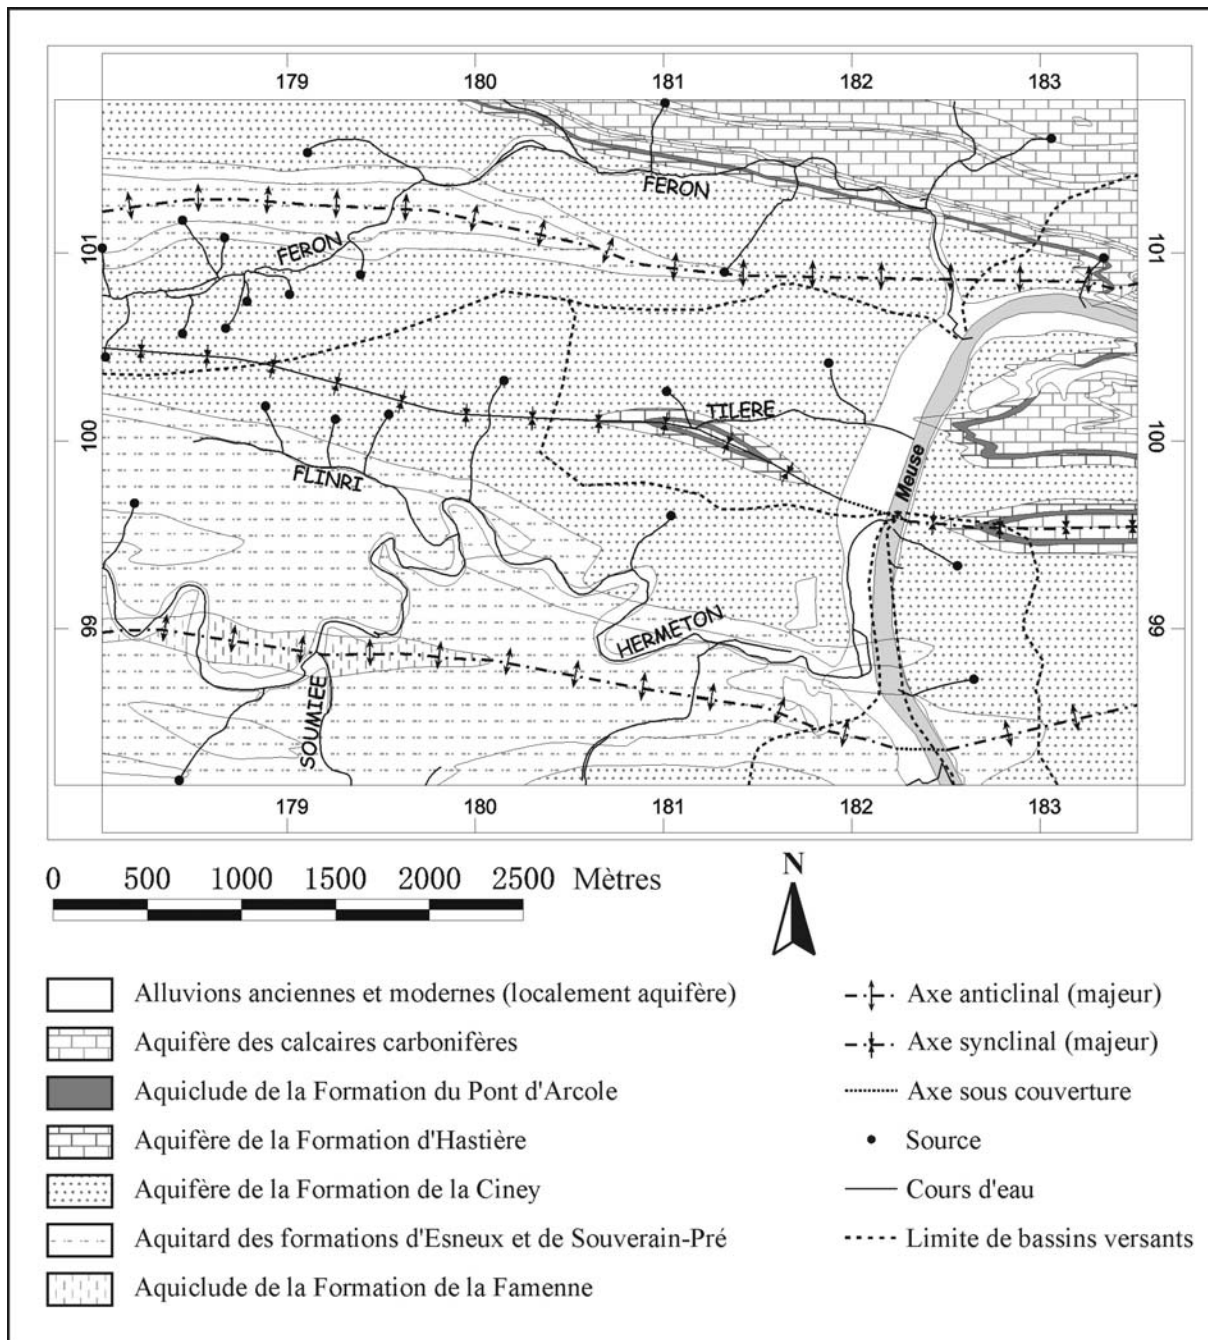 179 180 181 182 183
FERON
FERON
101 101
TILERE
100 100
FLINRI
Meuse
99 99
HERMETON
SOUMIEE
179 180 181 182 183
0 500 1000 1500 2000 2500 Mètres
N
Alluvions anciennes et modernes (localement aquifère)
Aquifère des calcaires carbonifères
Aquiclude de la Formation du Pont d'Arcole
Aquifère de la Formation d'Hastière
Aquifère de la Formation de la Ciney
Aquitard des formations d'Esneux et de Souverain-Pré
Aquiclude de la Formation de la Famenne
Axe anticlinal (majeur)
Axe synclinal (majeur)
Axe sous couverture
Source
Cours d'eau
Limite de bassins versants